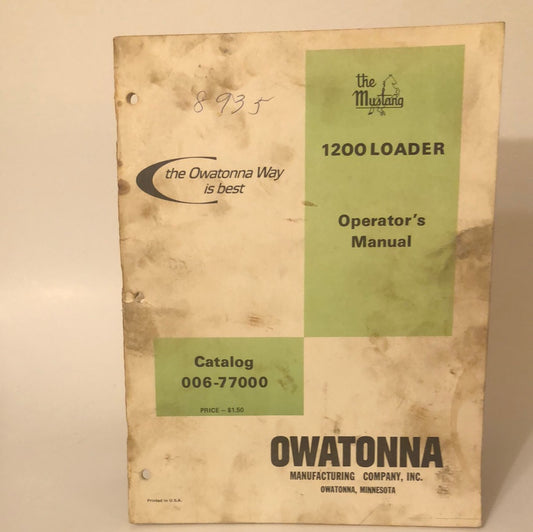 8935
the
Mustang
1200 LOADER
the Owatonna Way
is best
Operator's
Manual
Catalog
006-77000
PRICE – $1.50
OWATONNA
MANUFACTURING COMPANY, INC.
OWATONNA, MINNESOTA
Printed in U.S.A.